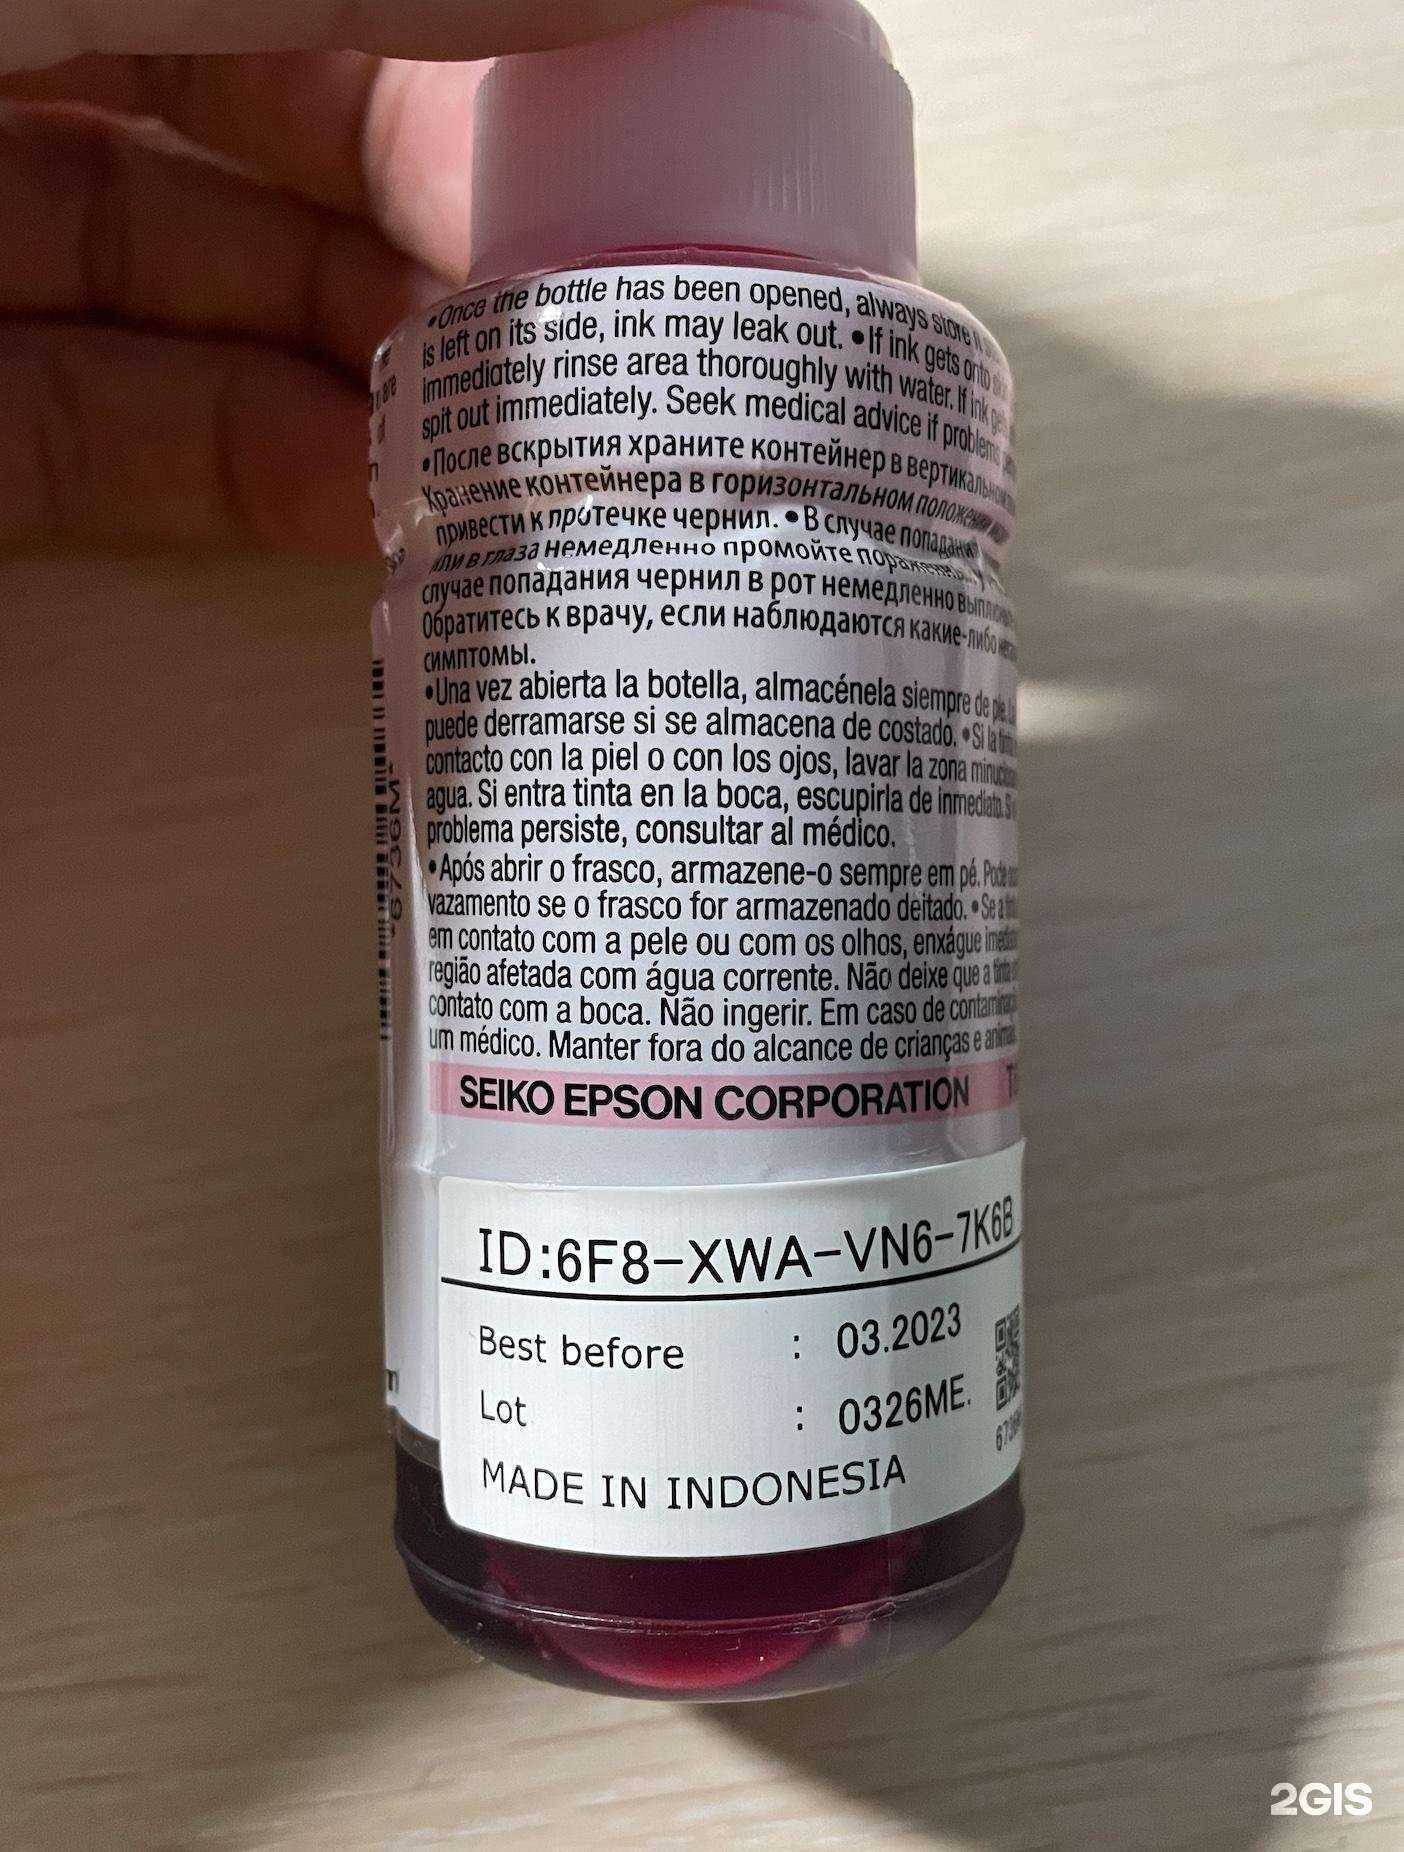 •Once the bottle has been opened, always store
is left on its side, ink may leak out. •If ink gets onto
immediately rinse area thoroughly with water. If ink
spit out immediately. Seek medical advice if problems
•После вскрытия храните контейнер в вертикальном
Хранение контейнера в горизонтальном положении
привести к протечке чернил. •В случае попадания
или в глаза немедленно промойте
случае попадания чернил в рот немедленно
Обратитесь к врачу, если наблюдаются какие-либо
симптомы.
•Una vez abierta la botella, almacénela siempre de pie.
puede derramarse si se almacena de costado. •Si la
contacto con la piel o con los ojos, lavar la zona
agua. Si entra tinta en la boca, escupirla de inmediato.
problema persiste, consultar al médico.
•Após abrir o frasco, armazene-o sempre em pé. Pode
vazamento se o frasco for armazenado deitado. •Se a
em contato com a pele ou com os olhos, enxágue
região afetada com água corrente. Não deixe que a tinta
contato com a boca. Não ingerir. Em caso de
um médico. Manter fora do alcance de crianças e
SEIKO EPSON CORPORATION
ID:6F8-XWA-VN6-7K6B
Best before : 03.2023
Lot : 0326ME.
MADE IN INDONESIA
*6736M*
2GIS